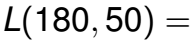 L(180, 50) =